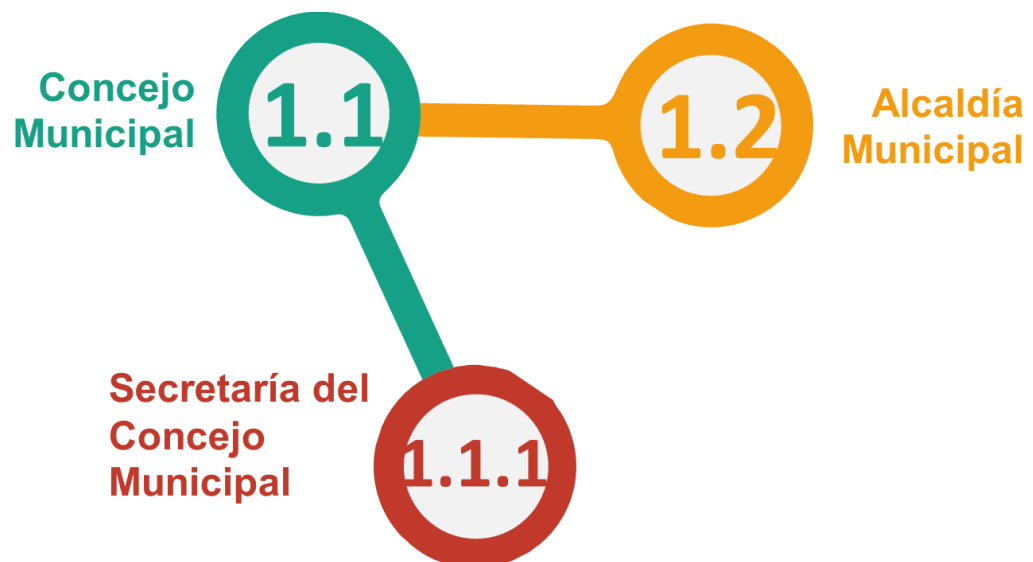 Concejo
Municipal
1.1
1.2
Alcaldía
Municipal
Secretaría del
Concejo
Municipal
1.1.1